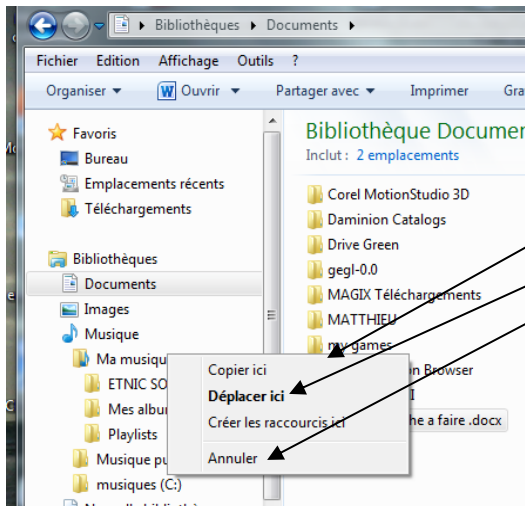 Bibliothèques Documents
Fichier Edition Affichage Outils ?
Organiser Ouvrir Partager avec Imprimer
Favoris
Bureau
Emplacements récents
Téléchargements
Bibliothèques
Documents
Images
Musique
Ma musiqu
ETNIC SO
Mes albu
Playlists
Musique pu
musiques (C:)
Bibliothèque Documen
Inclut : 2 emplacements
Corel MotionStudio 3D
Daminion Catalogs
Drive Green
gegl-0.0
MAGIX Téléchargements
MATTHIEU
my games
n Browser
he a faire .docx
Copier ici
Déplacer ici
Créer les raccourcis ici
Annuler